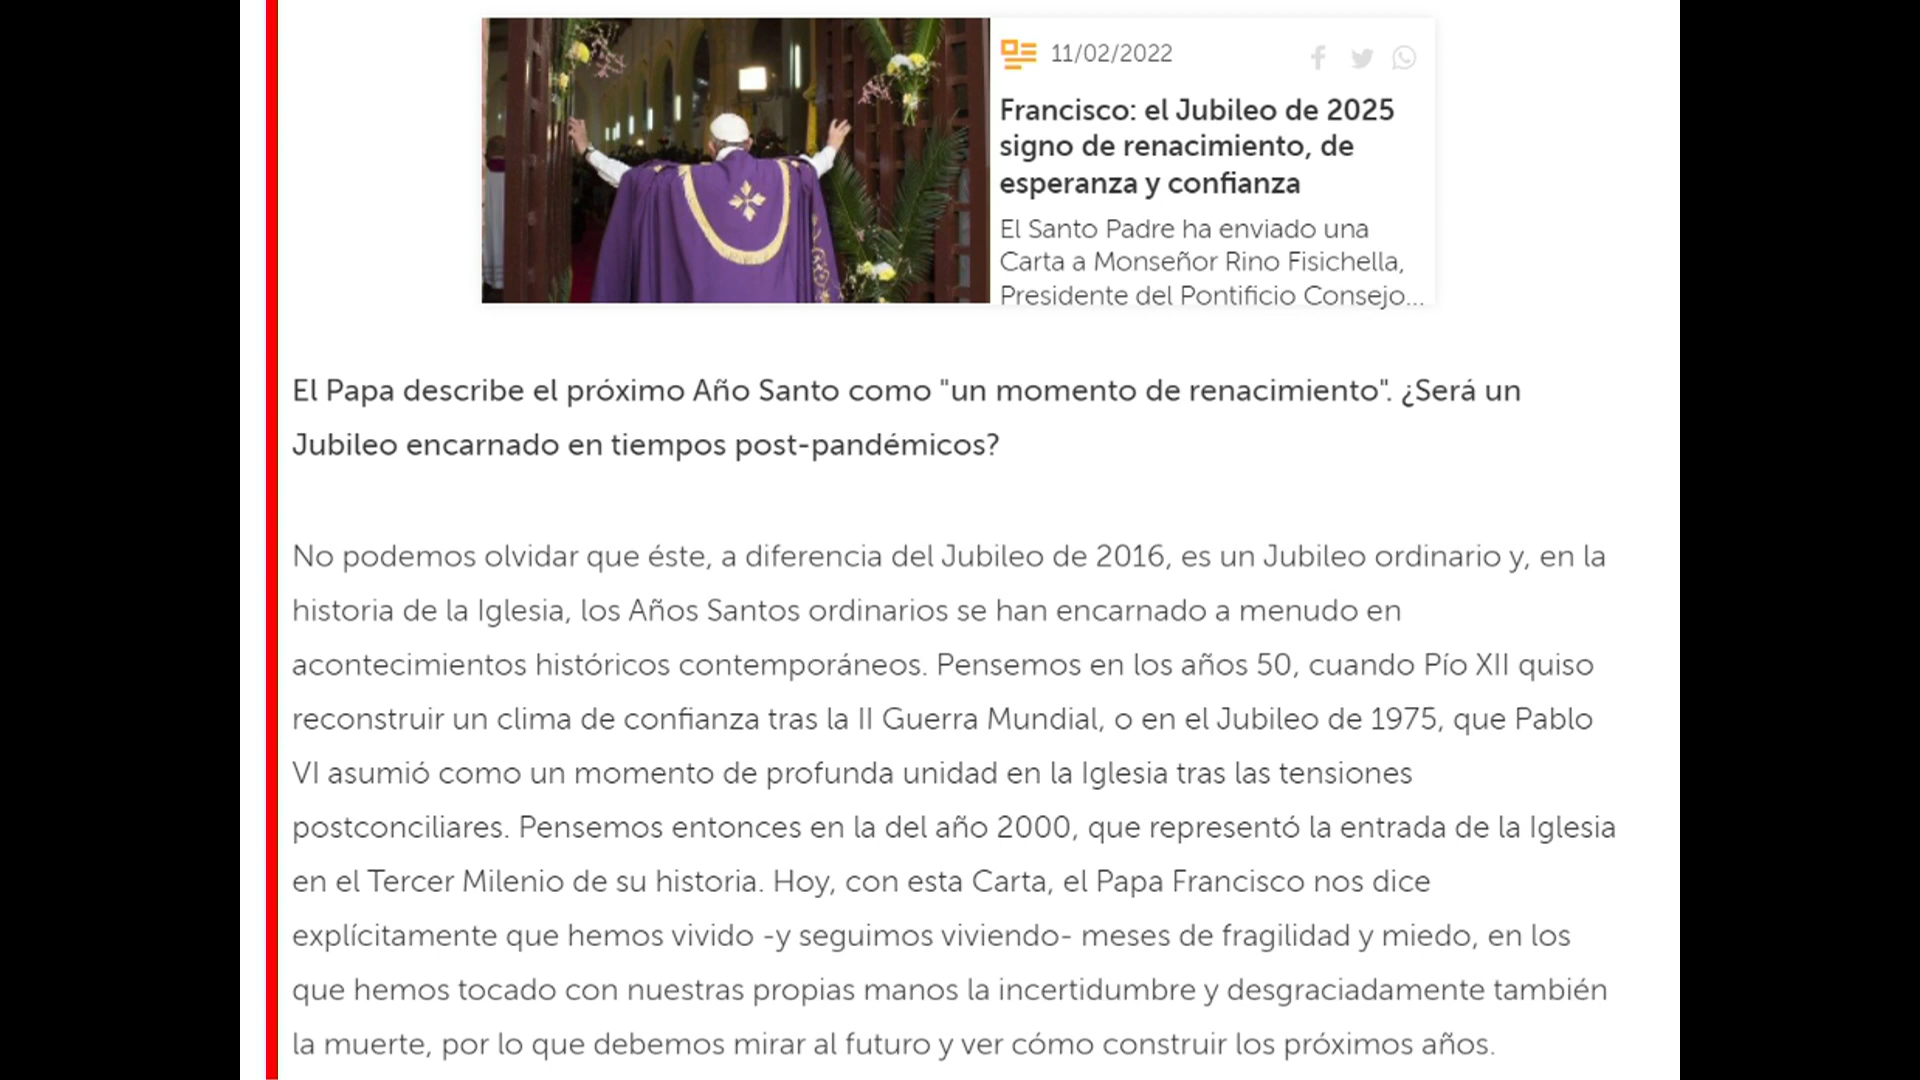 11/02/2022
Francisco: el Jubileo de 2025
signo de renacimiento, de
esperanza y confianza
El Santo Padre ha enviado una
Carta a Monseñor Rino Fisichella,
Presidente del Pontificio Consejo...
El Papa describe el próximo Año Santo como "un momento de renacimiento". ¿Será un
Jubileo encarnado en tiempos post-pandémicos?
No podemos olvidar que éste, a diferencia del Jubileo de 2016, es un Jubileo ordinario y, en la
historia de la Iglesia, los Años Santos ordinarios se han encarnado a menudo en
acontecimientos históricos contemporáneos. Pensemos en los años 50, cuando Pío XII quiso
reconstruir un clima de confianza tras la II Guerra Mundial, o en el Jubileo de 1975, que Pablo
VI asumió como un momento de profunda unidad en la Iglesia tras las tensiones
postconciliares. Pensemos entonces en la del año 2000, que representó la entrada de la Iglesia
en el Tercer Milenio de su historia. Hoy, con esta Carta, el Papa Francisco nos dice
explícitamente que hemos vivido -y seguimos viviendo- meses de fragilidad y miedo, en los
que hemos tocado con nuestras propias manos la incertidumbre y desgraciadamente también
la muerte, por lo que debemos mirar al futuro y ver cómo construir los próximos años.